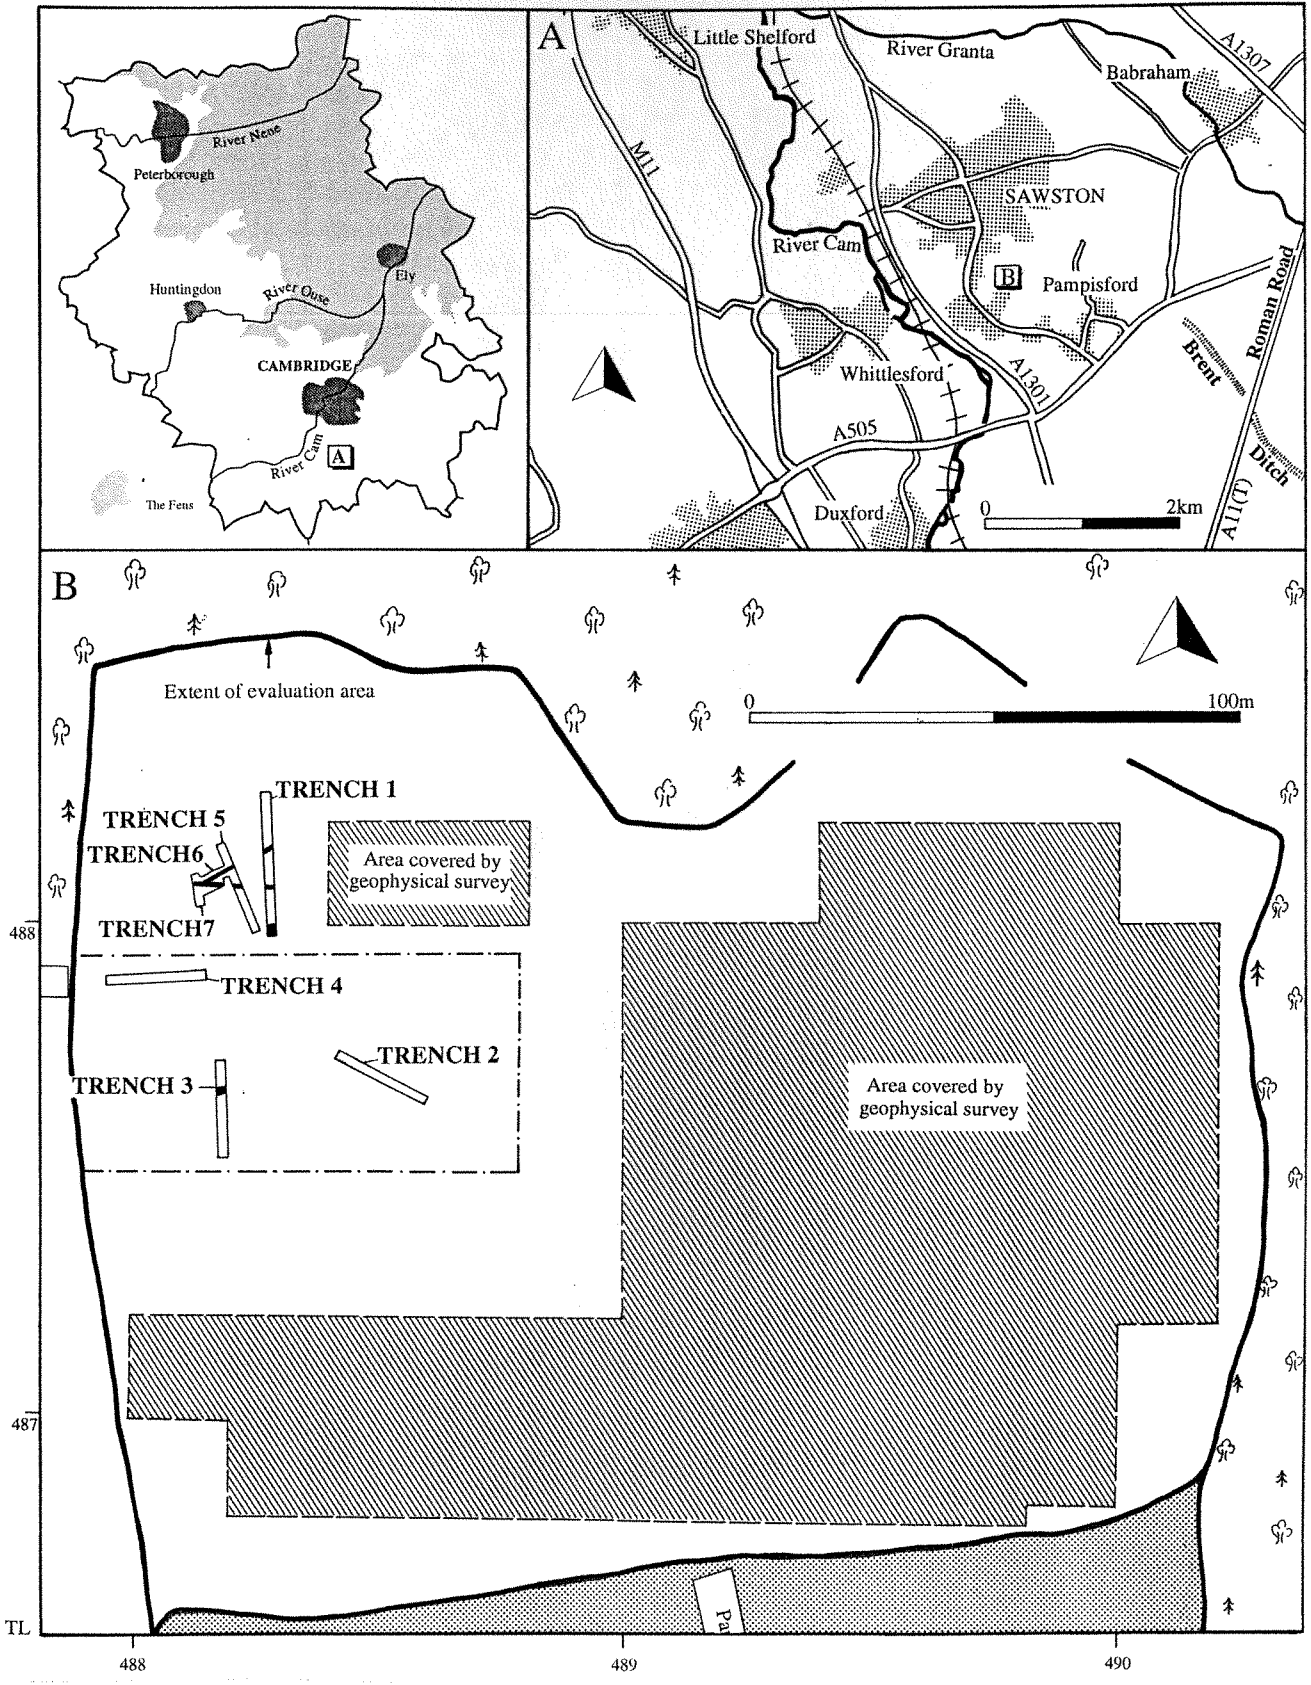 River Nene
Peterborough
Ely
Huntingdon
River Ouse
CAMBRIDGE
River Cam
A
The Fens
A
Little Shelford
River Granta
A1307
Babraham
M11
SAWSTON
River Cam
B
Pampisford
Roman Road
Brent
Whittlesford
A1301
A505
Ditch
0 2km
Duxford
A11(T)
B
Extent of evaluation area
0 100m
TRENCH 1
TRENCH 5
TRENCH6
Area covered by
geophysical survey
TRENCH7
488
TRENCH 4
TRENCH 2
TRENCH 3
Area covered by
geophysical survey
487
Pa
TL
488 489 490